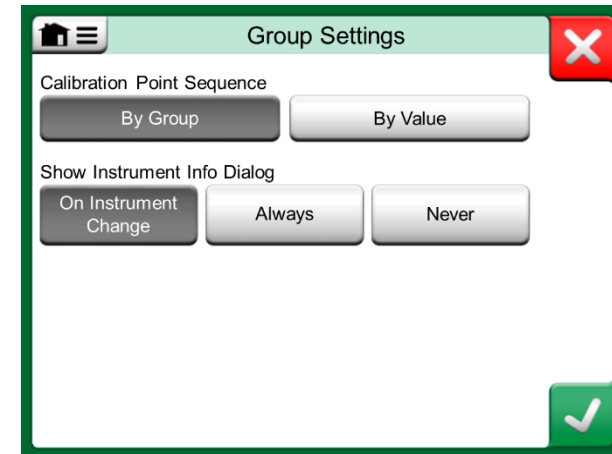 Group Settings
Calibration Point Sequence
By Group
By Value
Show Instrument Info Dialog
On Instrument
Change
Always
Never